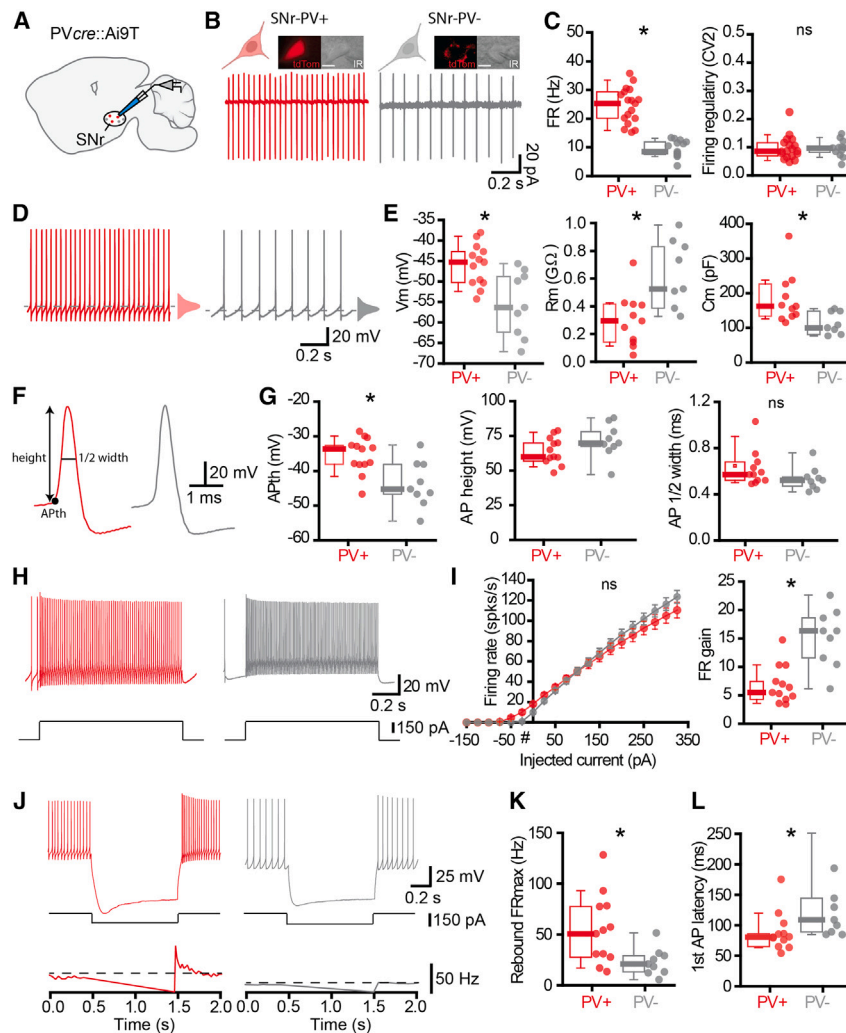 A
PVcre::Ai9T
SNr
B
SNr-PV+
SNr-PV-
tdTom
IR
tdTom
IR
20 pA
0.2 s
C
*
ns
FR (Hz)
50
40
30
20
10
0
PV+
PV-
Firing regulatiry (CV2)
0.5
0.4
0.3
0.2
0.1
0
PV+
PV-
D
20 mV
0.2 s
E
*
*
*
Vm (mV)
-35
-40
-45
-50
-55
-60
-65
-70
PV+
PV-
Rm (GΩ)
1.0
0.8
0.6
0.4
0.2
0.0
PV+
PV-
Cm (pF)
400
300
200
100
0
PV+
PV-
F
height
1/2 width
APth
20 mV
1 ms
G
*
ns
APth (mV)
-20
-30
-40
-50
-60
PV+
PV-
AP height (mV)
100
75
50
25
0
PV+
PV-
AP 1/2 width (ms)
1.2
1.0
0.8
0.6
0.4
0.2
0.0
PV+
PV-
H
20 mV
0.2 s
150 pA
I
ns
*
Firing rate (spks/s)
140
120
100
80
60
40
20
0
-150
-50
#
50
150
250
350
Injected current (pA)
FR gain
25
20
15
10
5
0
PV+
PV-
J
25 mV
0.2 s
150 pA
50 Hz
0.0 0.5 1.0 1.5 2.0
Time (s)
0.0 0.5 1.0 1.5 2.0
Time (s)
K
*
Rebound FRmax (Hz)
150
100
50
0
PV+
PV-
L
*
1st AP latency (ms)
250
200
150
100
50
0
PV+
PV-